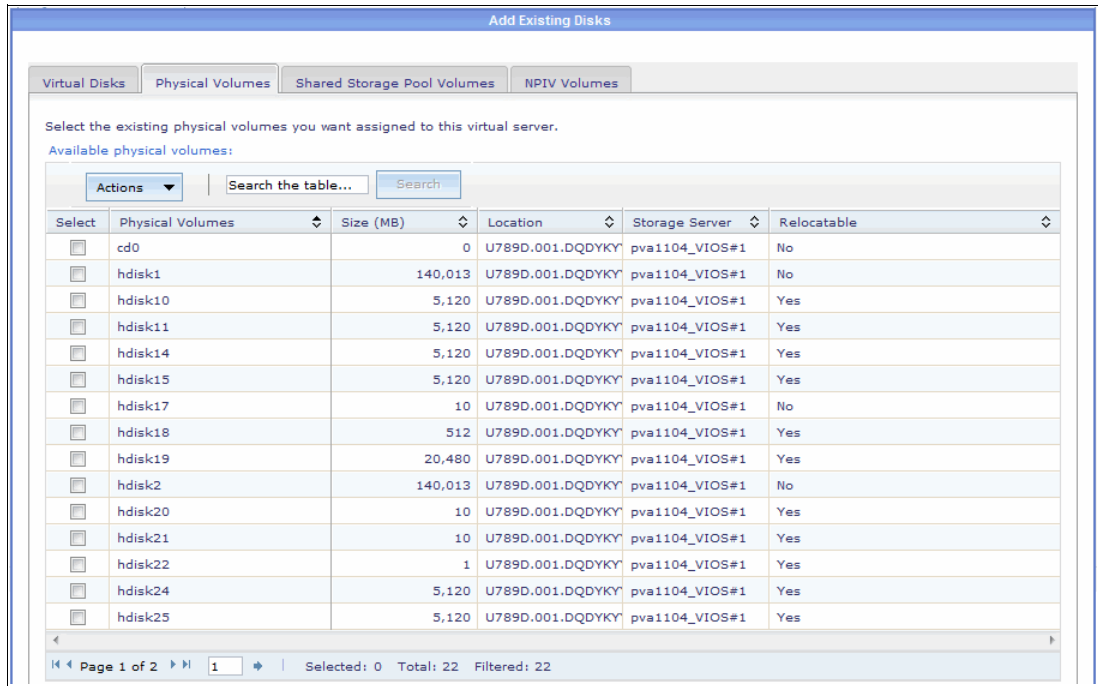 Add Existing Disks
Virtual Disks Physical Volumes Shared Storage Pool Volumes NPIV Volumes
Select the existing physical volumes you want assigned to this virtual server.
Available physical volumes:
Actions Search the table... Search
Select Physical Volumes Size (MB) Location Storage Server Relocatable
cd0 0 U789D.001.DQDYKY pva1104_VIOS#1 No
hdisk1 140,013 U789D.001.DQDYKY pva1104_VIOS#1 No
hdisk10 5,120 U789D.001.DQDYKY pva1104_VIOS#1 Yes
hdisk11 5,120 U789D.001.DQDYKY pva1104_VIOS#1 Yes
hdisk14 5,120 U789D.001.DQDYKY pva1104_VIOS#1 Yes
hdisk15 5,120 U789D.001.DQDYKY pva1104_VIOS#1 Yes
hdisk17 10 U789D.001.DQDYKY pva1104_VIOS#1 No
hdisk18 512 U789D.001.DQDYKY pva1104_VIOS#1 Yes
hdisk19 20,480 U789D.001.DQDYKY pva1104_VIOS#1 Yes
hdisk2 140,013 U789D.001.DQDYKY pva1104_VIOS#1 No
hdisk20 10 U789D.001.DQDYKY pva1104_VIOS#1 Yes
hdisk21 10 U789D.001.DQDYKY pva1104_VIOS#1 Yes
hdisk22 1 U789D.001.DQDYKY pva1104_VIOS#1 Yes
hdisk24 5,120 U789D.001.DQDYKY pva1104_VIOS#1 Yes
hdisk25 5,120 U789D.001.DQDYKY pva1104_VIOS#1 Yes
Page 1 of 2 1 Selected: 0 Total: 22 Filtered: 22